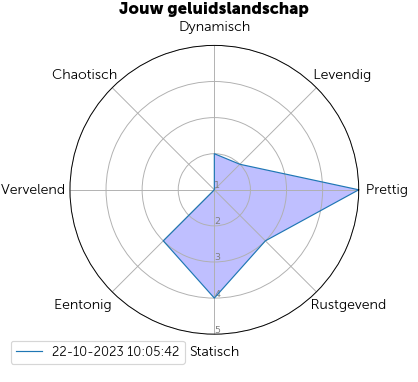 Jouw geluidslandschap
Dynamisch
Chaotisch
Levendig
Vervelend
Prettig
1
2
3
4
5
Eentonig
Rustgevend
Statisch
22-10-2023 10:05:42